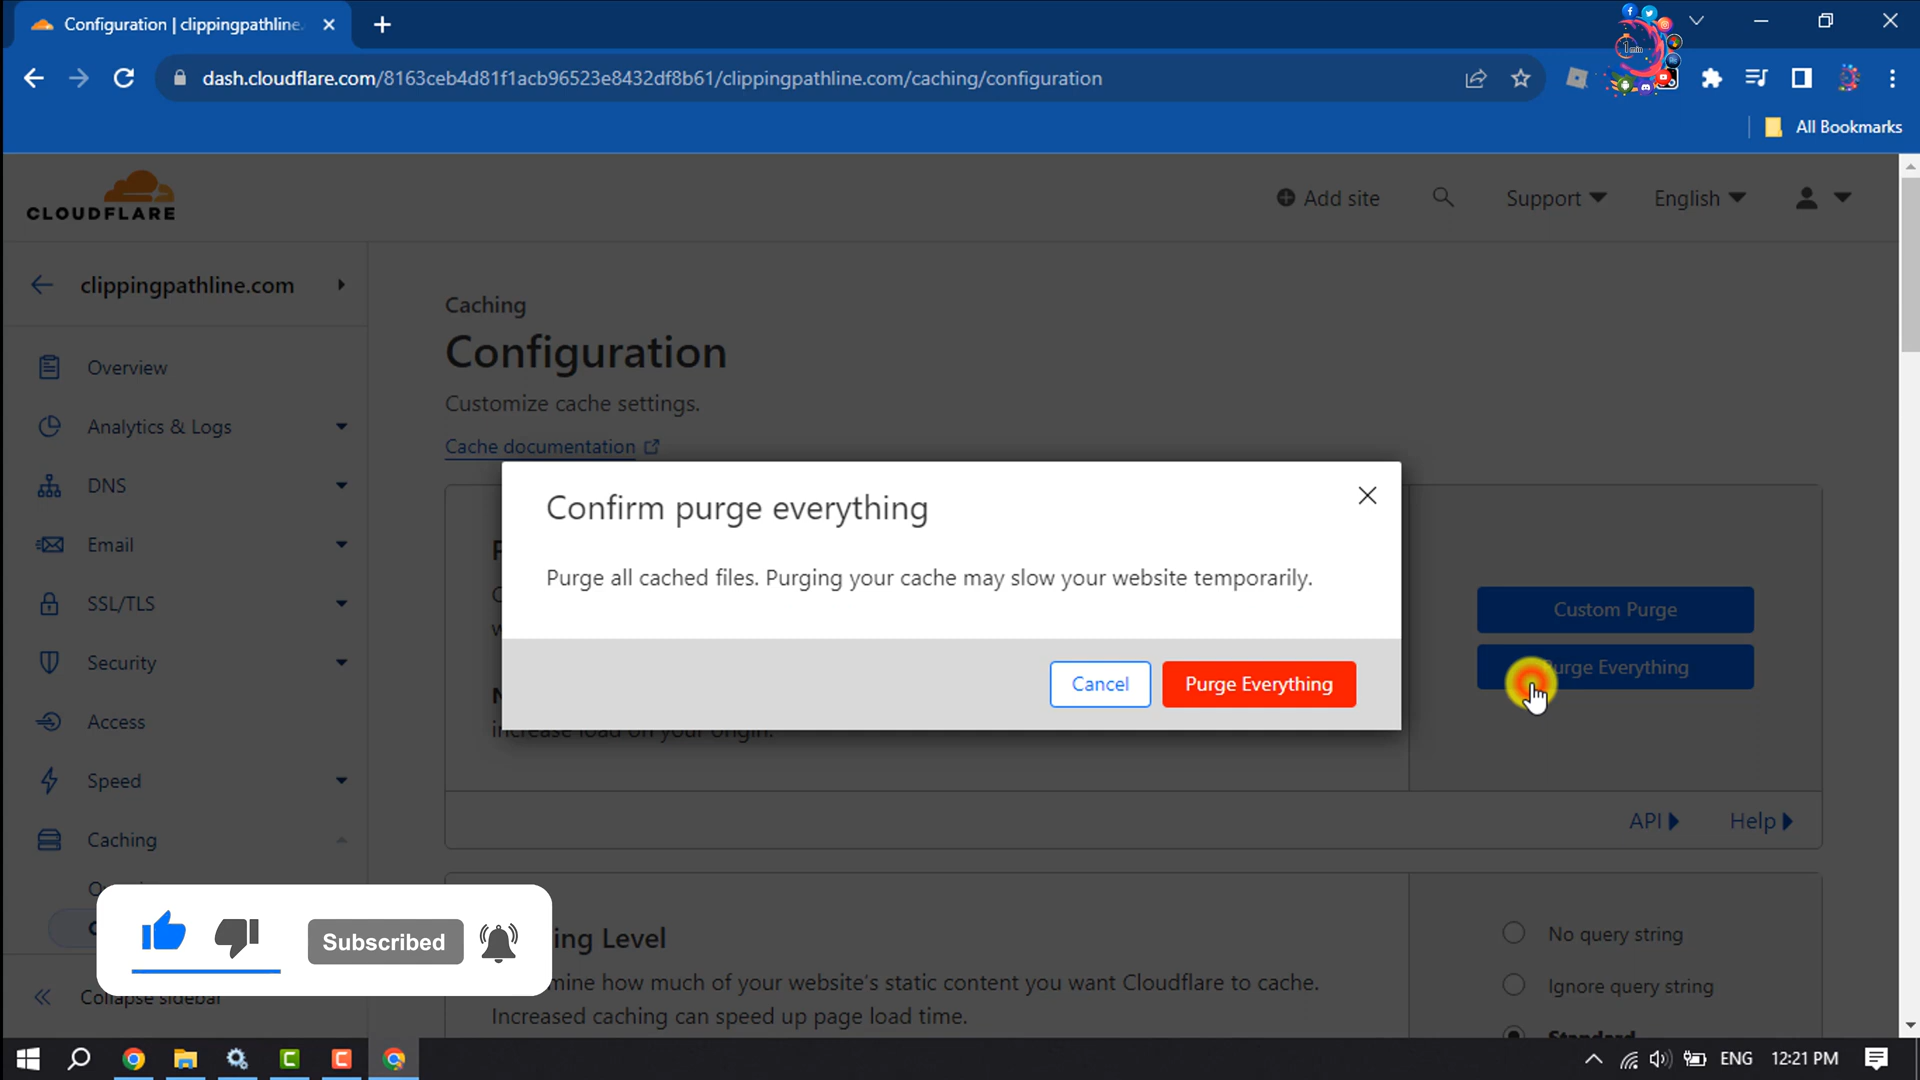 Configuration | clippingpathline.
1min
dash.cloudflare.com/8163ceb4d81f1acb96523e8432df8b61/clippingpathline.com/caching/configuration
All Bookmarks
CLOUDFLARE
Add site
Support
English
clippingpathline.com
Overview
Analytics & Logs
DNS
Email
SSL/TLS
Security
Access
Speed
Caching
Collapse sidebar
Caching
Configuration
Customize cache settings.
Cache documentation
Confirm purge everything
Purge all cached files. Purging your cache may slow your website temporarily.
Cancel
Purge Everything
increase load on your origin.
Custom Purge
Purge Everything
API
Help
ing Level
mine how much of your website's static content you want Cloudflare to cache.
Increased caching can speed up page load time.
No query string
Ignore query string
Standard
Subscribed
ENG
12:21 PM